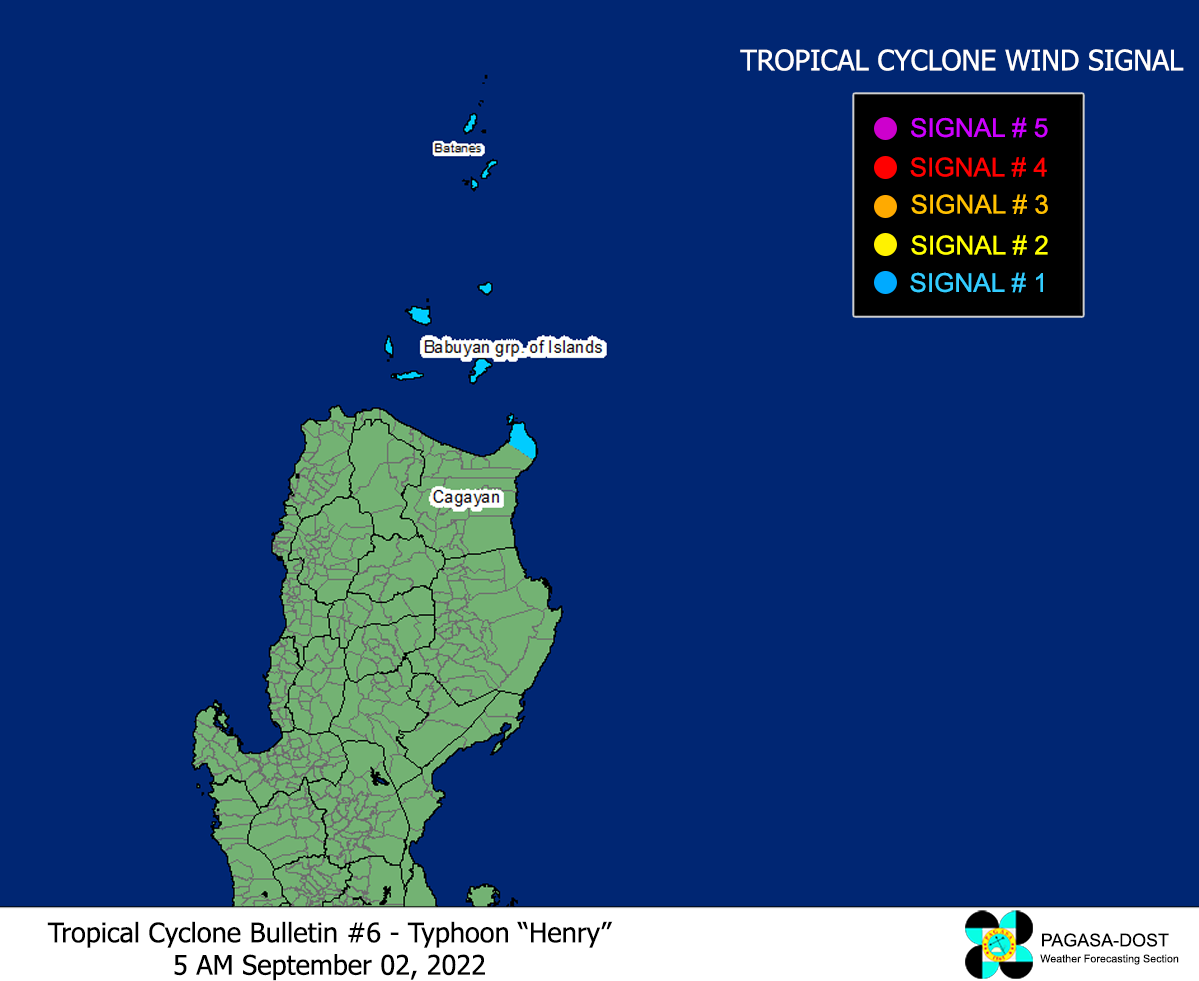 TROPICAL CYCLONE WIND SIGNAL
SIGNAL # 5
SIGNAL # 4
SIGNAL # 3
SIGNAL # 2
SIGNAL # 1
Batanes
Babuyan grp. of Islands
Cagayan
Tropical Cyclone Bulletin #6 - Typhoon “Henry”
5 AM September 02, 2022
PAGASA-DOST
Weather Forecasting Section